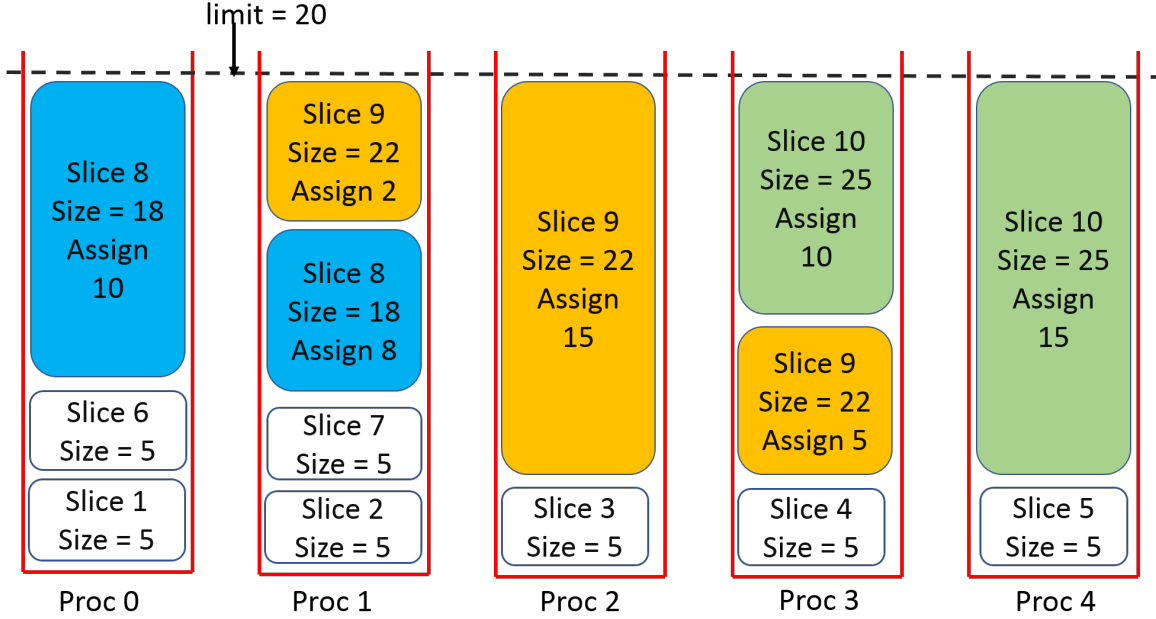 limit = 20
Slice 8
Size = 18
Assign
10
Slice 6
Size = 5
Slice 1
Size = 5
Proc 0
Slice 9
Size = 22
Assign 2
Slice 8
Size = 18
Assign 8
Slice 7
Size = 5
Slice 2
Size = 5
Proc 1
Slice 9
Size = 22
Assign
15
Slice 3
Size = 5
Proc 2
Slice 10
Size = 25
Assign
10
Slice 9
Size = 22
Assign 5
Slice 4
Size = 5
Proc 3
Slice 10
Size = 25
Assign
15
Slice 5
Size = 5
Proc 4